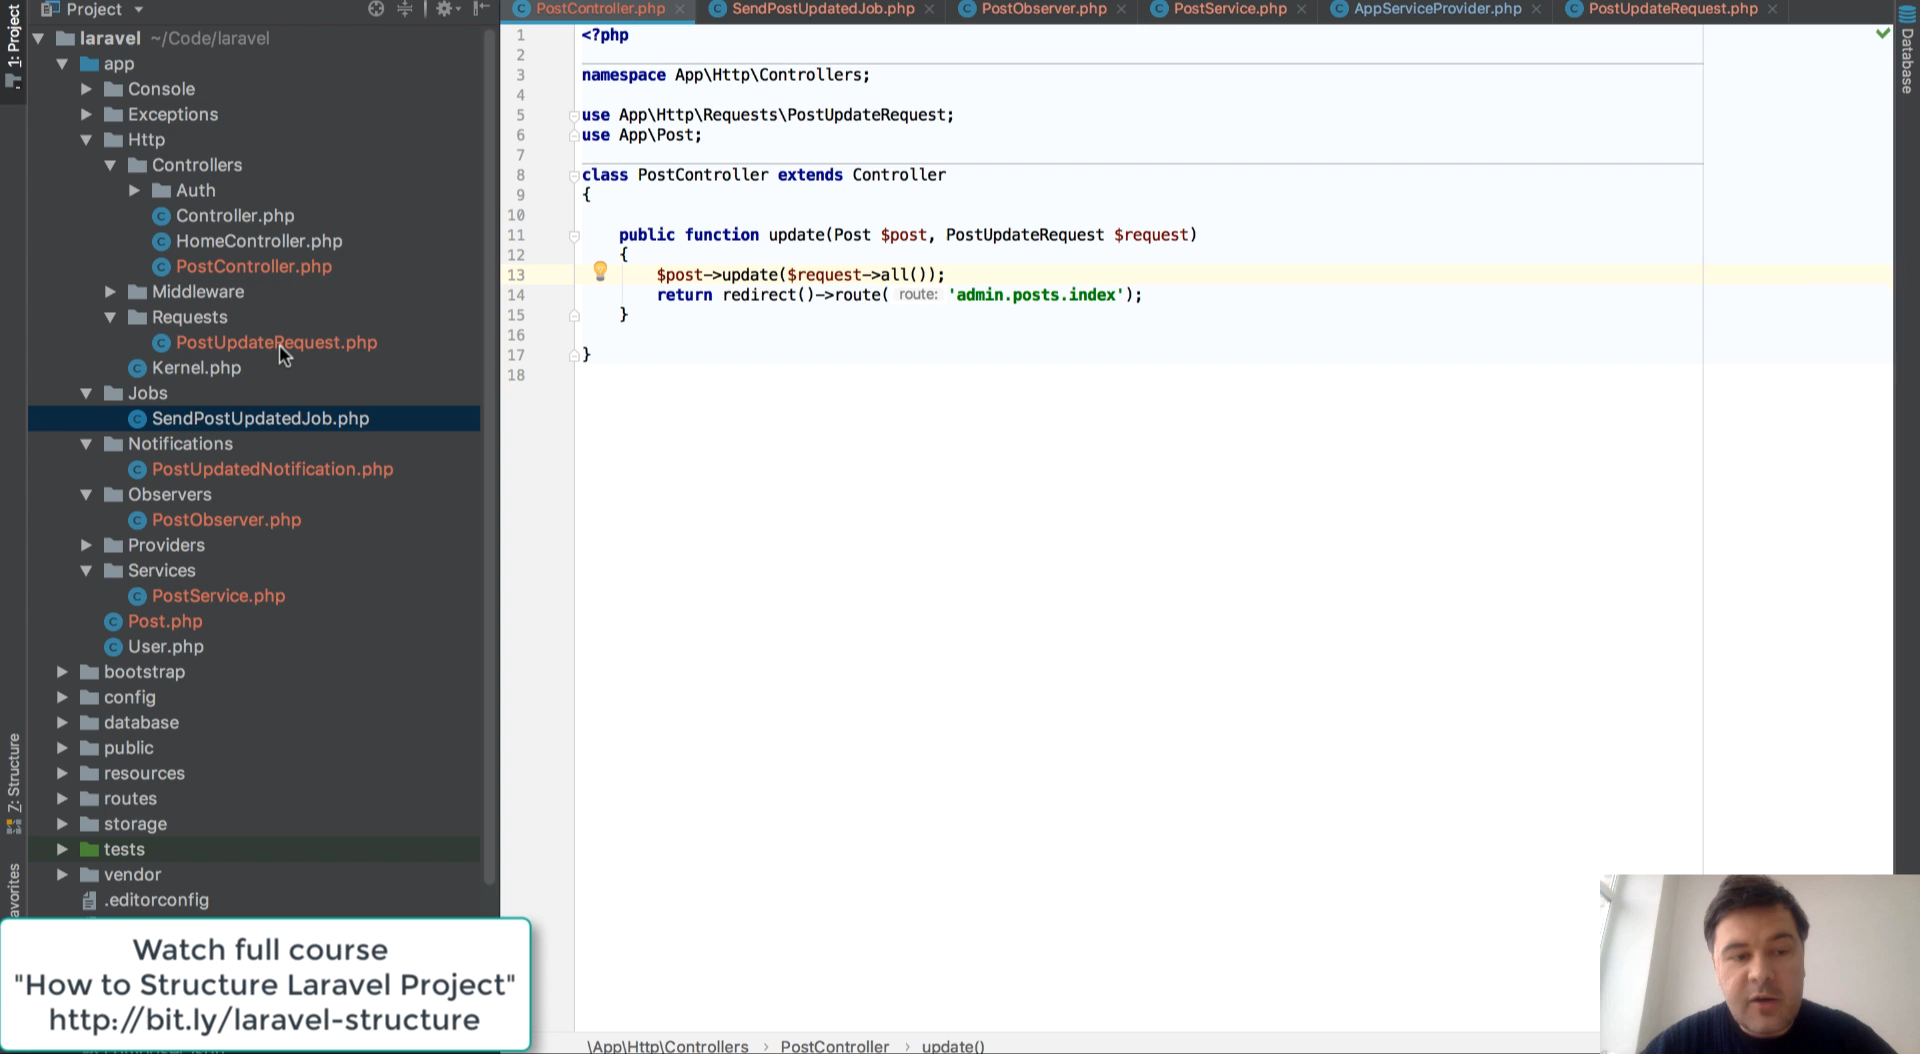 1: Project
Project
PostController.php
SendPostUpdatedJob.php
PostObserver.php
PostService.php
AppServiceProvider.php
PostUpdateRequest.php
Database
laravel ~/Code/laravel
app
Console
Exceptions
Http
Controllers
Auth
Controller.php
HomeController.php
PostController.php
Middleware
Requests
PostUpdateRequest.php
Kernel.php
Jobs
SendPostUpdatedJob.php
Notifications
PostUpdatedNotification.php
Observers
PostObserver.php
Providers
Services
PostService.php
Post.php
User.php
bootstrap
config
database
public
resources
routes
storage
tests
vendor
.editorconfig
7: Structure
1 <?php
2
3 namespace App\Http\Controllers;
4
5 use App\Http\Requests\PostUpdateRequest;
6 use App\Post;
7
8 class PostController extends Controller
9 {
10
11 public function update(Post $post, PostUpdateRequest $request)
12 {
13 $post->update($request->all());
14 return redirect()->route( route: 'admin.posts.index');
15 }
16
17 }
18
Watch full course
"How to Structure Laravel Project"
http://bit.ly/laravel-structure
\App\Http\Controllers › PostController › update()